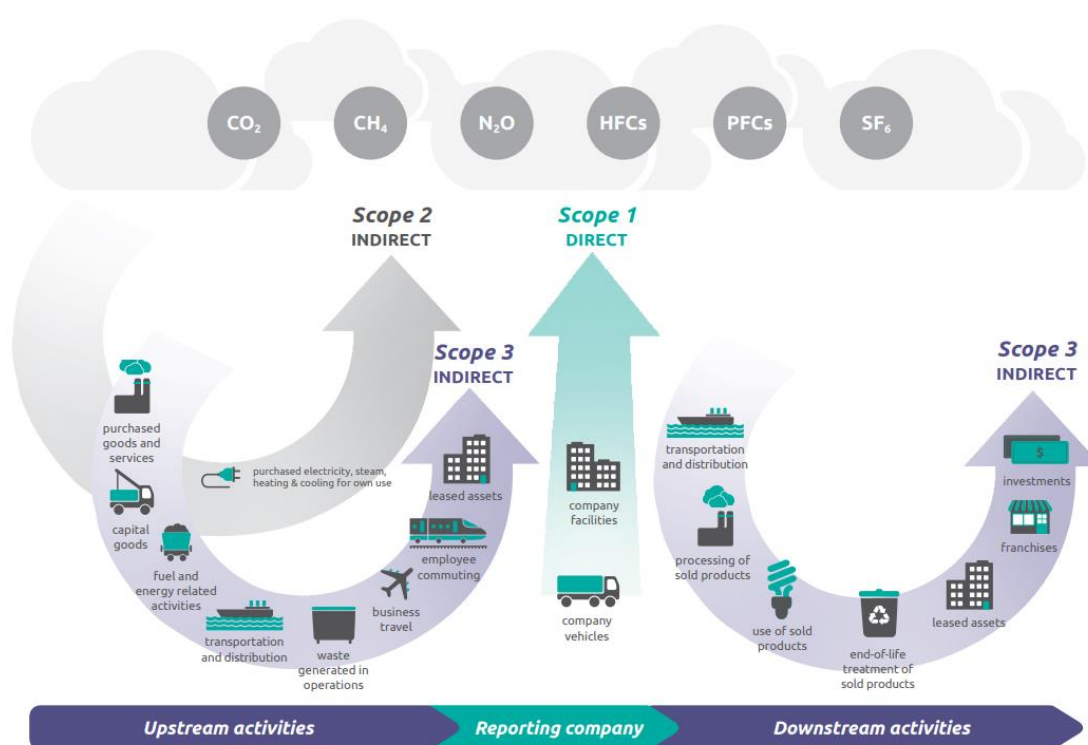 CO₂
CH₄
N₂O
HFCs
PFCs
SF₆
Scope 2
INDIRECT
Scope 1
DIRECT
Scope 3
INDIRECT
Scope 3
INDIRECT
purchased
goods and
services
capital
goods
fuel and
energy related
activities
purchased electricity, steam,
heating & cooling for own use
transportation
and distribution
waste
generated in
operations
business
travel
employee
commuting
leased assets
company
facilities
company
vehicles
transportation
and distribution
processing of
sold products
use of sold
products
end-of-life
treatment of
sold products
leased assets
franchises
$
investments
Upstream activities
Reporting company
Downstream activities